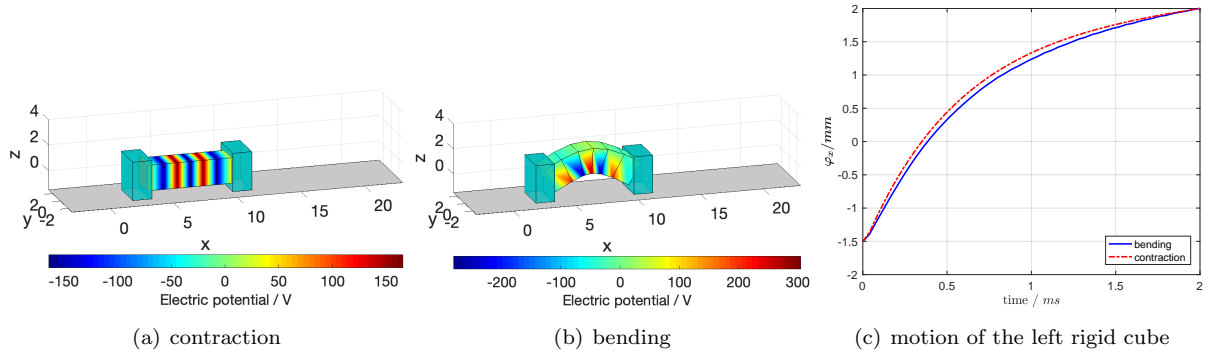 4
2
0
z
2
0
-2
y
0
5
10
15
20
x
-150 -100 -50 0 50 100 150
Electric potential / V
(a) contraction
4
2
0
z
2
0
-2
y
0
5
10
15
20
x
-200 -100 0 100 200 300
Electric potential / V
(b) bending
2
1.5
1
0.5
0
-0.5
-1
-1.5
-2
φx/mm
bending
contraction
0 0.5 1 1.5 2
time / ms
(c) motion of the left rigid cube